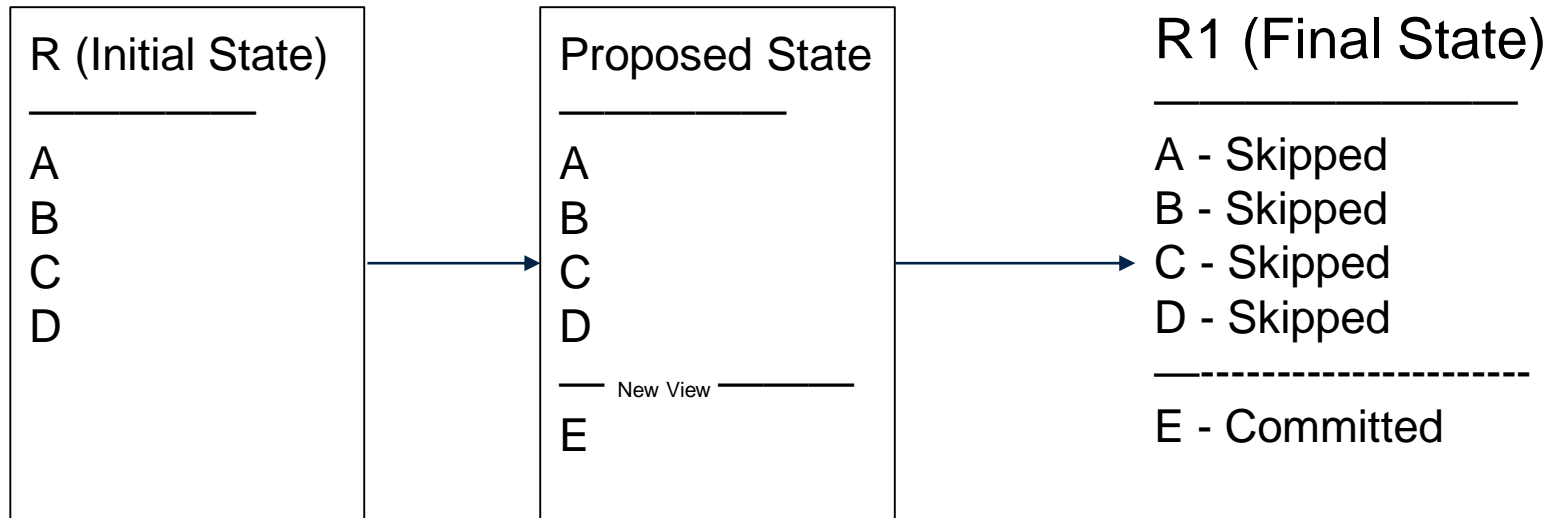 R (Initial State)
—————
A
B
C
D
Proposed State
—————
A
B
C
D
— New View ———
E
R1 (Final State)
————————
A - Skipped
B - Skipped
C - Skipped
D - Skipped
—----------------------
E - Committed